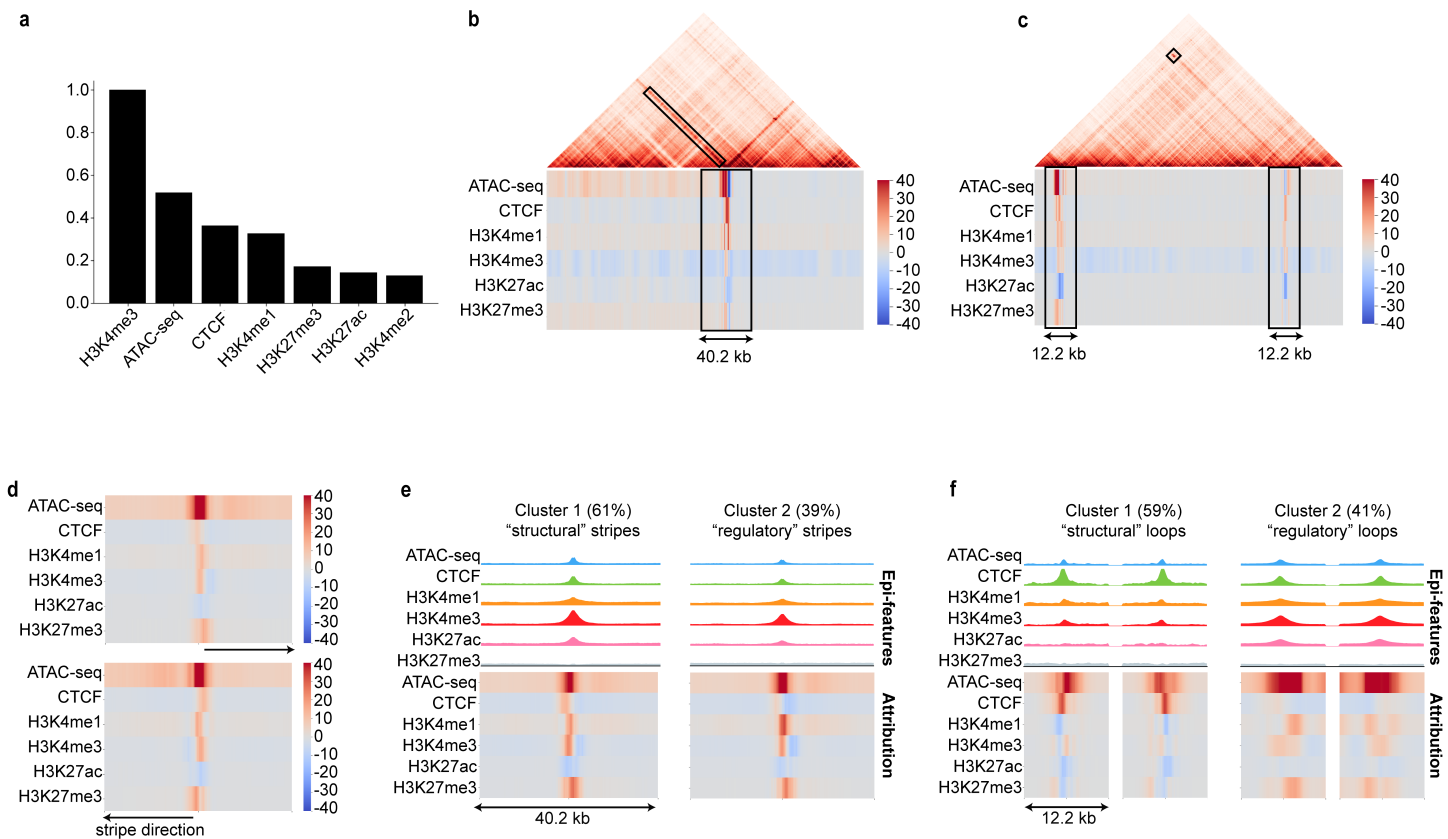 a
1.0
0.8
0.6
0.4
0.2
0.0
H3K4me3
ATAC-seq
CTCF
H3K4me1
H3K27me3
H3K27ac
H3K4me2
b
ATAC-seq
CTCF
H3K4me1
H3K4me3
H3K27ac
H3K27me3
40
30
20
10
0
-10
-20
-30
-40
40.2 kb
c
ATAC-seq
CTCF
H3K4me1
H3K4me3
H3K27ac
H3K27me3
40
30
20
10
0
-10
-20
-30
-40
12.2 kb
12.2 kb
d
ATAC-seq
CTCF
H3K4me1
H3K4me3
H3K27ac
H3K27me3
40
30
20
10
0
-10
-20
-30
-40
ATAC-seq
CTCF
H3K4me1
H3K4me3
H3K27ac
H3K27me3
40
30
20
10
0
-10
-20
-30
-40
stripe direction
e
Cluster 1 (61%)
“structural” stripes
Cluster 2 (39%)
“regulatory” stripes
ATAC-seq
CTCF
H3K4me1
H3K4me3
H3K27ac
H3K27me3
Epi-features
ATAC-seq
CTCF
H3K4me1
H3K4me3
H3K27ac
H3K27me3
Attribution
40.2 kb
f
Cluster 1 (59%)
“structural” loops
Cluster 2 (41%)
“regulatory” loops
ATAC-seq
CTCF
H3K4me1
H3K4me3
H3K27ac
H3K27me3
Epi-features
ATAC-seq
CTCF
H3K4me1
H3K4me3
H3K27ac
H3K27me3
Attribution
12.2 kb